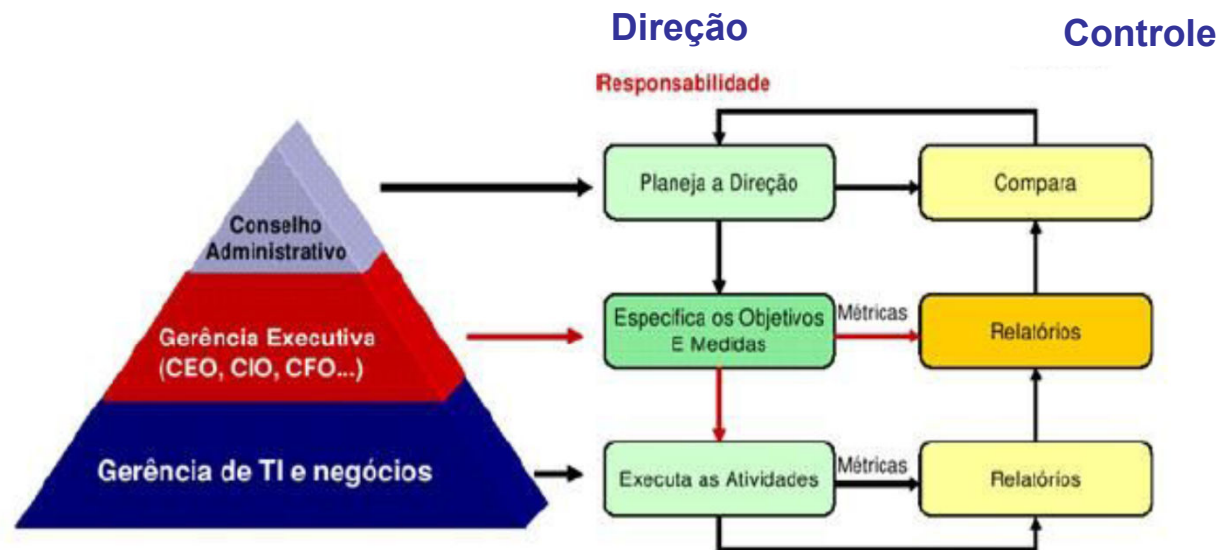 Direção
Controle
Responsabilidade
Conselho
Administrativo
Gerência Executiva
(CEO, CIO, CFO...)
Gerência de TI e negócios
Planeja a Direção
Compara
Especifica os Objetivos
E Medidas
Métricas
Relatórios
Executa as Atividades
Métricas
Relatórios